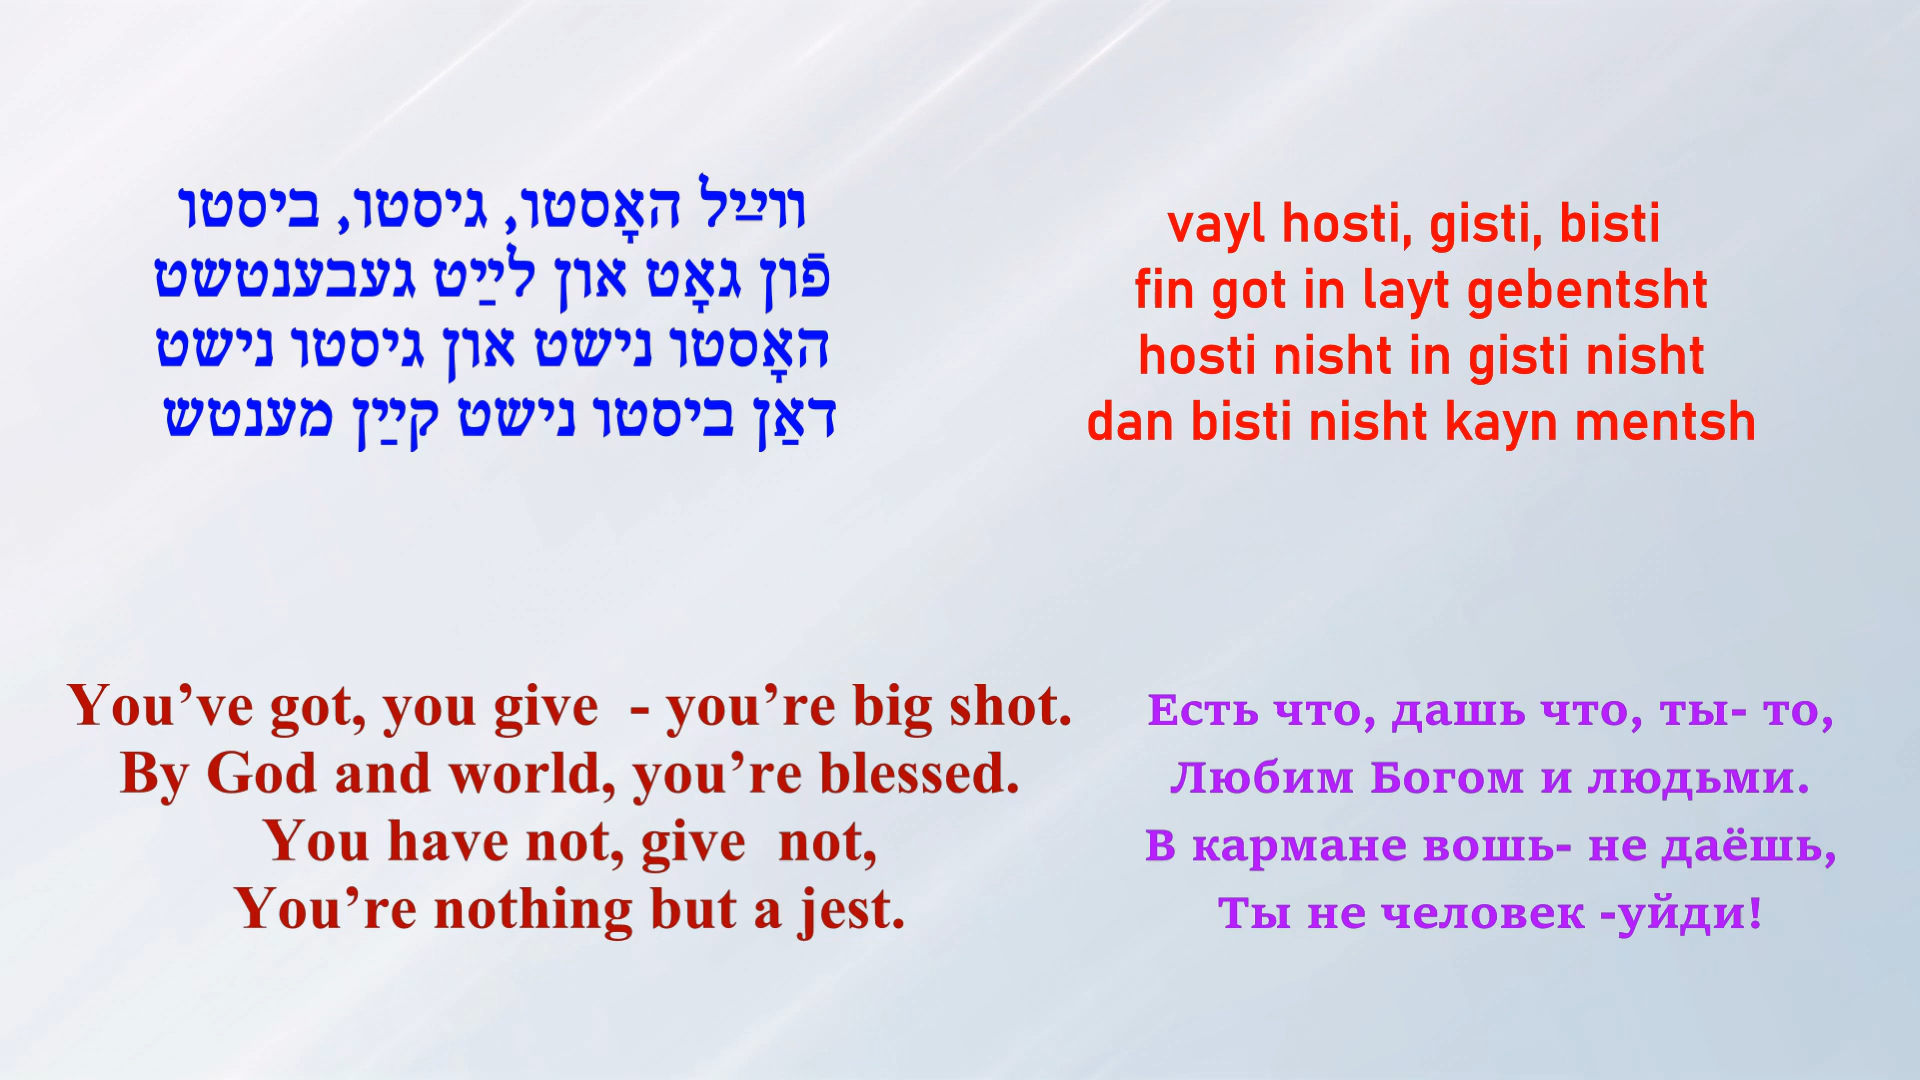 ווײַל האָסטו, גיסטו, ביסטו
פֿון גאָט און לײַט געבענטשט
האָסטו נישט און גיסטו נישט
דאַן ביסטו נישט קײַן מענטש
vayl hosti, gisti, bisti
fin got in layt gebentsht
hosti nisht in gisti nisht
dan bisti nisht kayn mentsh
You’ve got, you give - you’re big shot.
By God and world, you’re blessed.
You have not, give not,
You’re nothing but a jest.
Есть что, дашь что, ты- то,
Любим Богом и людьми.
В кармане вошь- не даёшь,
Ты не человек -уйди!